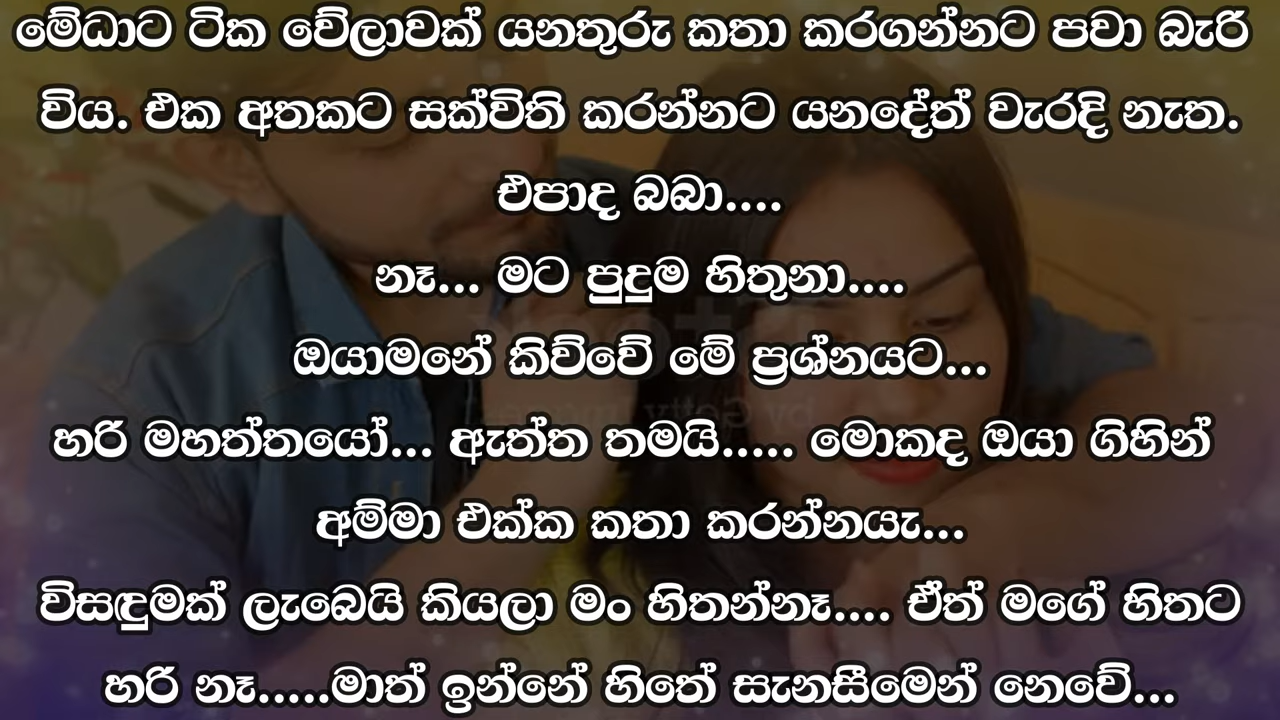 මේධාට ටික වේලාවක් යනතුරු කතා කරගන්නට පවා බැරි
විය. එක අතකට සක්විති කරන්නට යනදේත් වැරදි නැත.
එපාද බබා....
නෑ... මට පුදුම හිතුනා....
ඔයාමනේ කිව්වේ මේ ප්‍රශ්නයට...
හරි මහත්තයෝ... ඇත්ත තමයි..... මොකද ඔයා ගිහින්
අම්මා එක්ක කතා කරන්නයැ...
විසඳුමක් ලැබෙයි කියලා මං හිතන්නෑ.... ඒත් මගේ හිතට
හරි නෑ.....මාත් ඉන්නේ හිතේ සැනසීමෙන් නෙවේ...